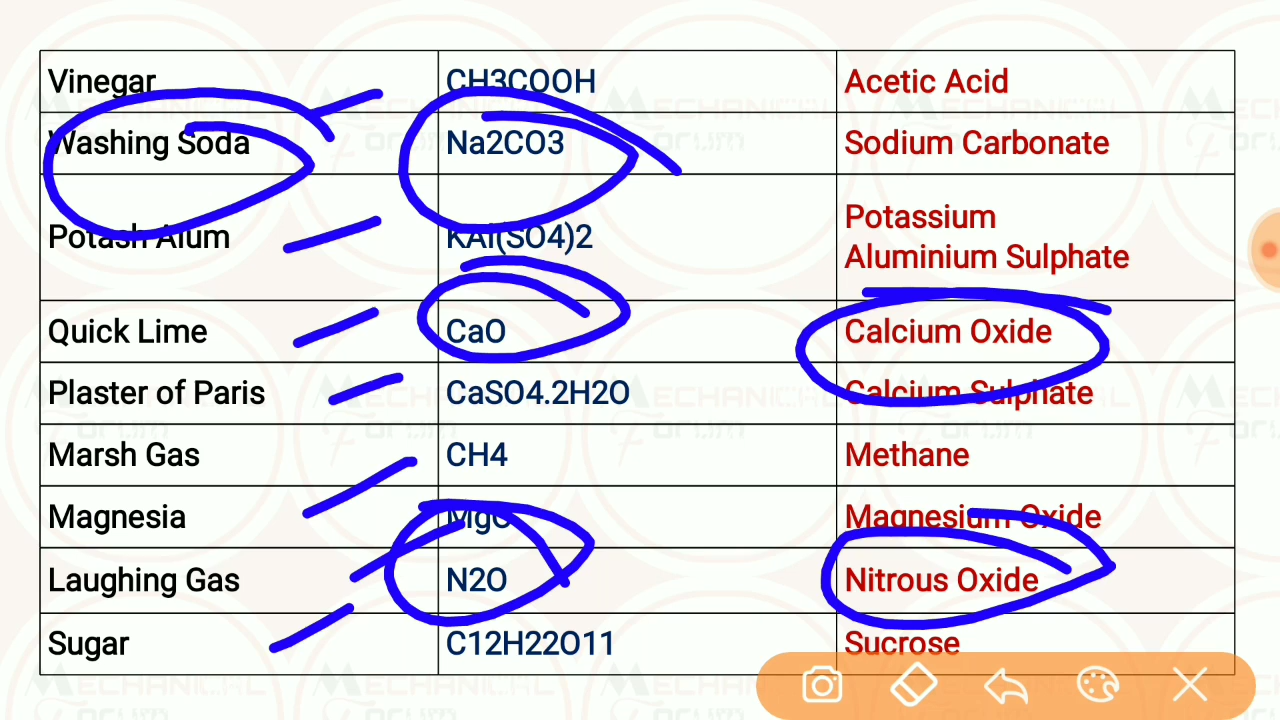 Vinegar CH3COOH Acetic Acid
Washing Soda Na2CO3 Sodium Carbonate
Potash Alum KAl(SO4)2 Potassium
Aluminium Sulphate
Quick Lime CaO Calcium Oxide
Plaster of Paris CaSO4.2H2O Calcium Sulphate
Marsh Gas CH4 Methane
Magnesia MgO Magnesium Oxide
Laughing Gas N2O Nitrous Oxide
Sugar C12H22O11 Sucrose